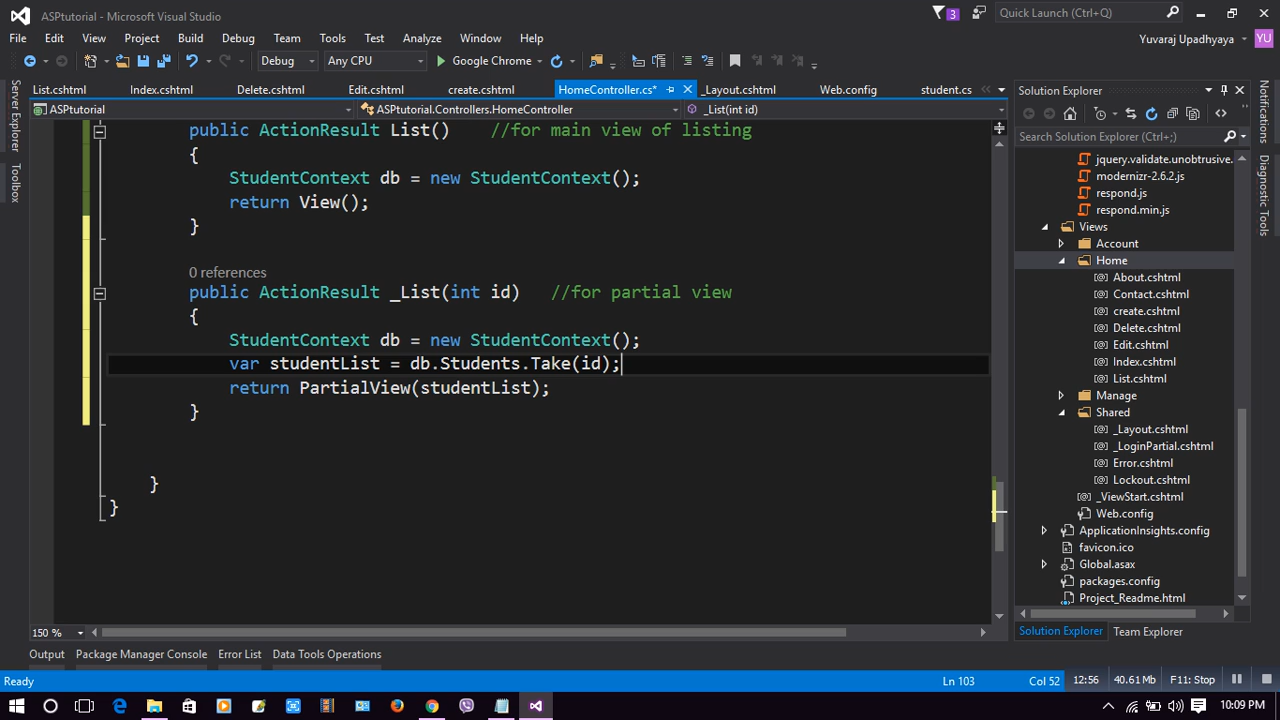 ASPtutorial - Microsoft Visual Studio
3
Quick Launch (Ctrl+Q)
File Edit View Project Build Debug Team Tools Test Analyze Window Help
Yuvaraj Upadhyaya
YU
Debug Any CPU Google Chrome
List.cshtml Index.cshtml Delete.cshtml Edit.cshtml create.cshtml HomeController.cs* _Layout.cshtml Web.config student.cs
ASPtutorial ASPtutorial.Controllers.HomeController _List(int id)
Server Explorer
Toolbox
public ActionResult List() //for main view of listing
{
StudentContext db = new StudentContext();
return View();
}
0 references
public ActionResult _List(int id) //for partial view
{
StudentContext db = new StudentContext();
var studentList = db.Students.Take(id);
return PartialView(studentList);
}
}
}
150 %
Solution Explorer
Search Solution Explorer (Ctrl+;)
jquery.validate.unobtrusive.
modernizr-2.6.2.js
respond.js
respond.min.js
Views
Account
Home
About.cshtml
Contact.cshtml
create.cshtml
Delete.cshtml
Edit.cshtml
Index.cshtml
List.cshtml
Manage
Shared
_Layout.cshtml
_LoginPartial.cshtml
Error.cshtml
Lockout.cshtml
_ViewStart.cshtml
Web.config
ApplicationInsights.config
favicon.ico
Global.asax
packages.config
Project_Readme.html
Solution Explorer Team Explorer
Notifications
Diagnostic Tools
Output Package Manager Console Error List Data Tools Operations
Ready Ln 103 Col 52 12:56 40.61 Mb F11: Stop
10:09 PM